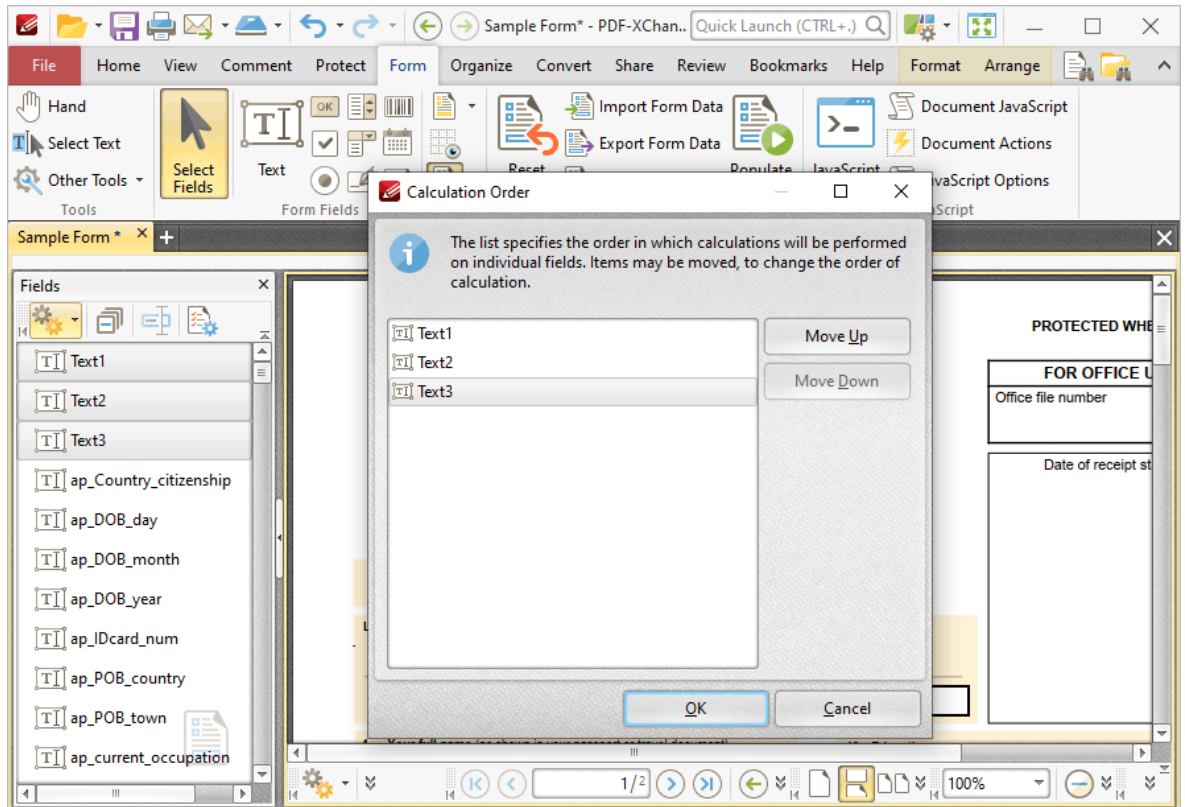 Sample Form* - PDF-XChan..
Quick Launch (CTRL+.)
File Home View Comment Protect Form Organize Convert Share Review Bookmarks Help Format Arrange
Hand
Select Text
Other Tools
Tools
Select Fields
Text
OK
Form Fields
Import Form Data
Export Form Data
Reset
Populate
JavaScript
Document JavaScript
Document Actions
JavaScript Options
Sample Form *
Fields
Text1
Text2
Text3
ap_Country_citizenship
ap_DOB_day
ap_DOB_month
ap_DOB_year
ap_IDcard_num
ap_POB_country
ap_POB_town
ap_current_occupation
Calculation Order
The list specifies the order in which calculations will be performed
on individual fields. Items may be moved, to change the order of
calculation.
Text1
Text2
Text3
Move Up
Move Down
OK
Cancel
PROTECTED WHE
FOR OFFICE U
Office file number
Date of receipt st
1/2
100%